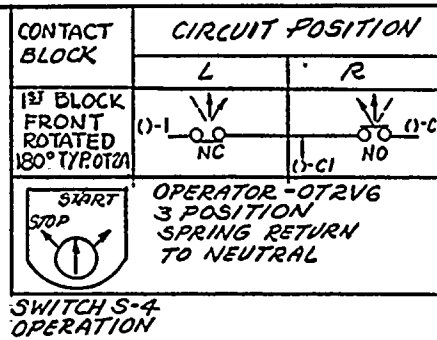 CONTACT BLOCK
CIRCUIT POSITION
L
R
1ST BLOCK
FRONT
ROTATED
180° TYP.OT2A
()-1
NC
()-C1
NO
()-C
START
STOP
OPERATOR-OT2V6
3 POSITION
SPRING RETURN
TO NEUTRAL
SWITCH S-4
OPERATION